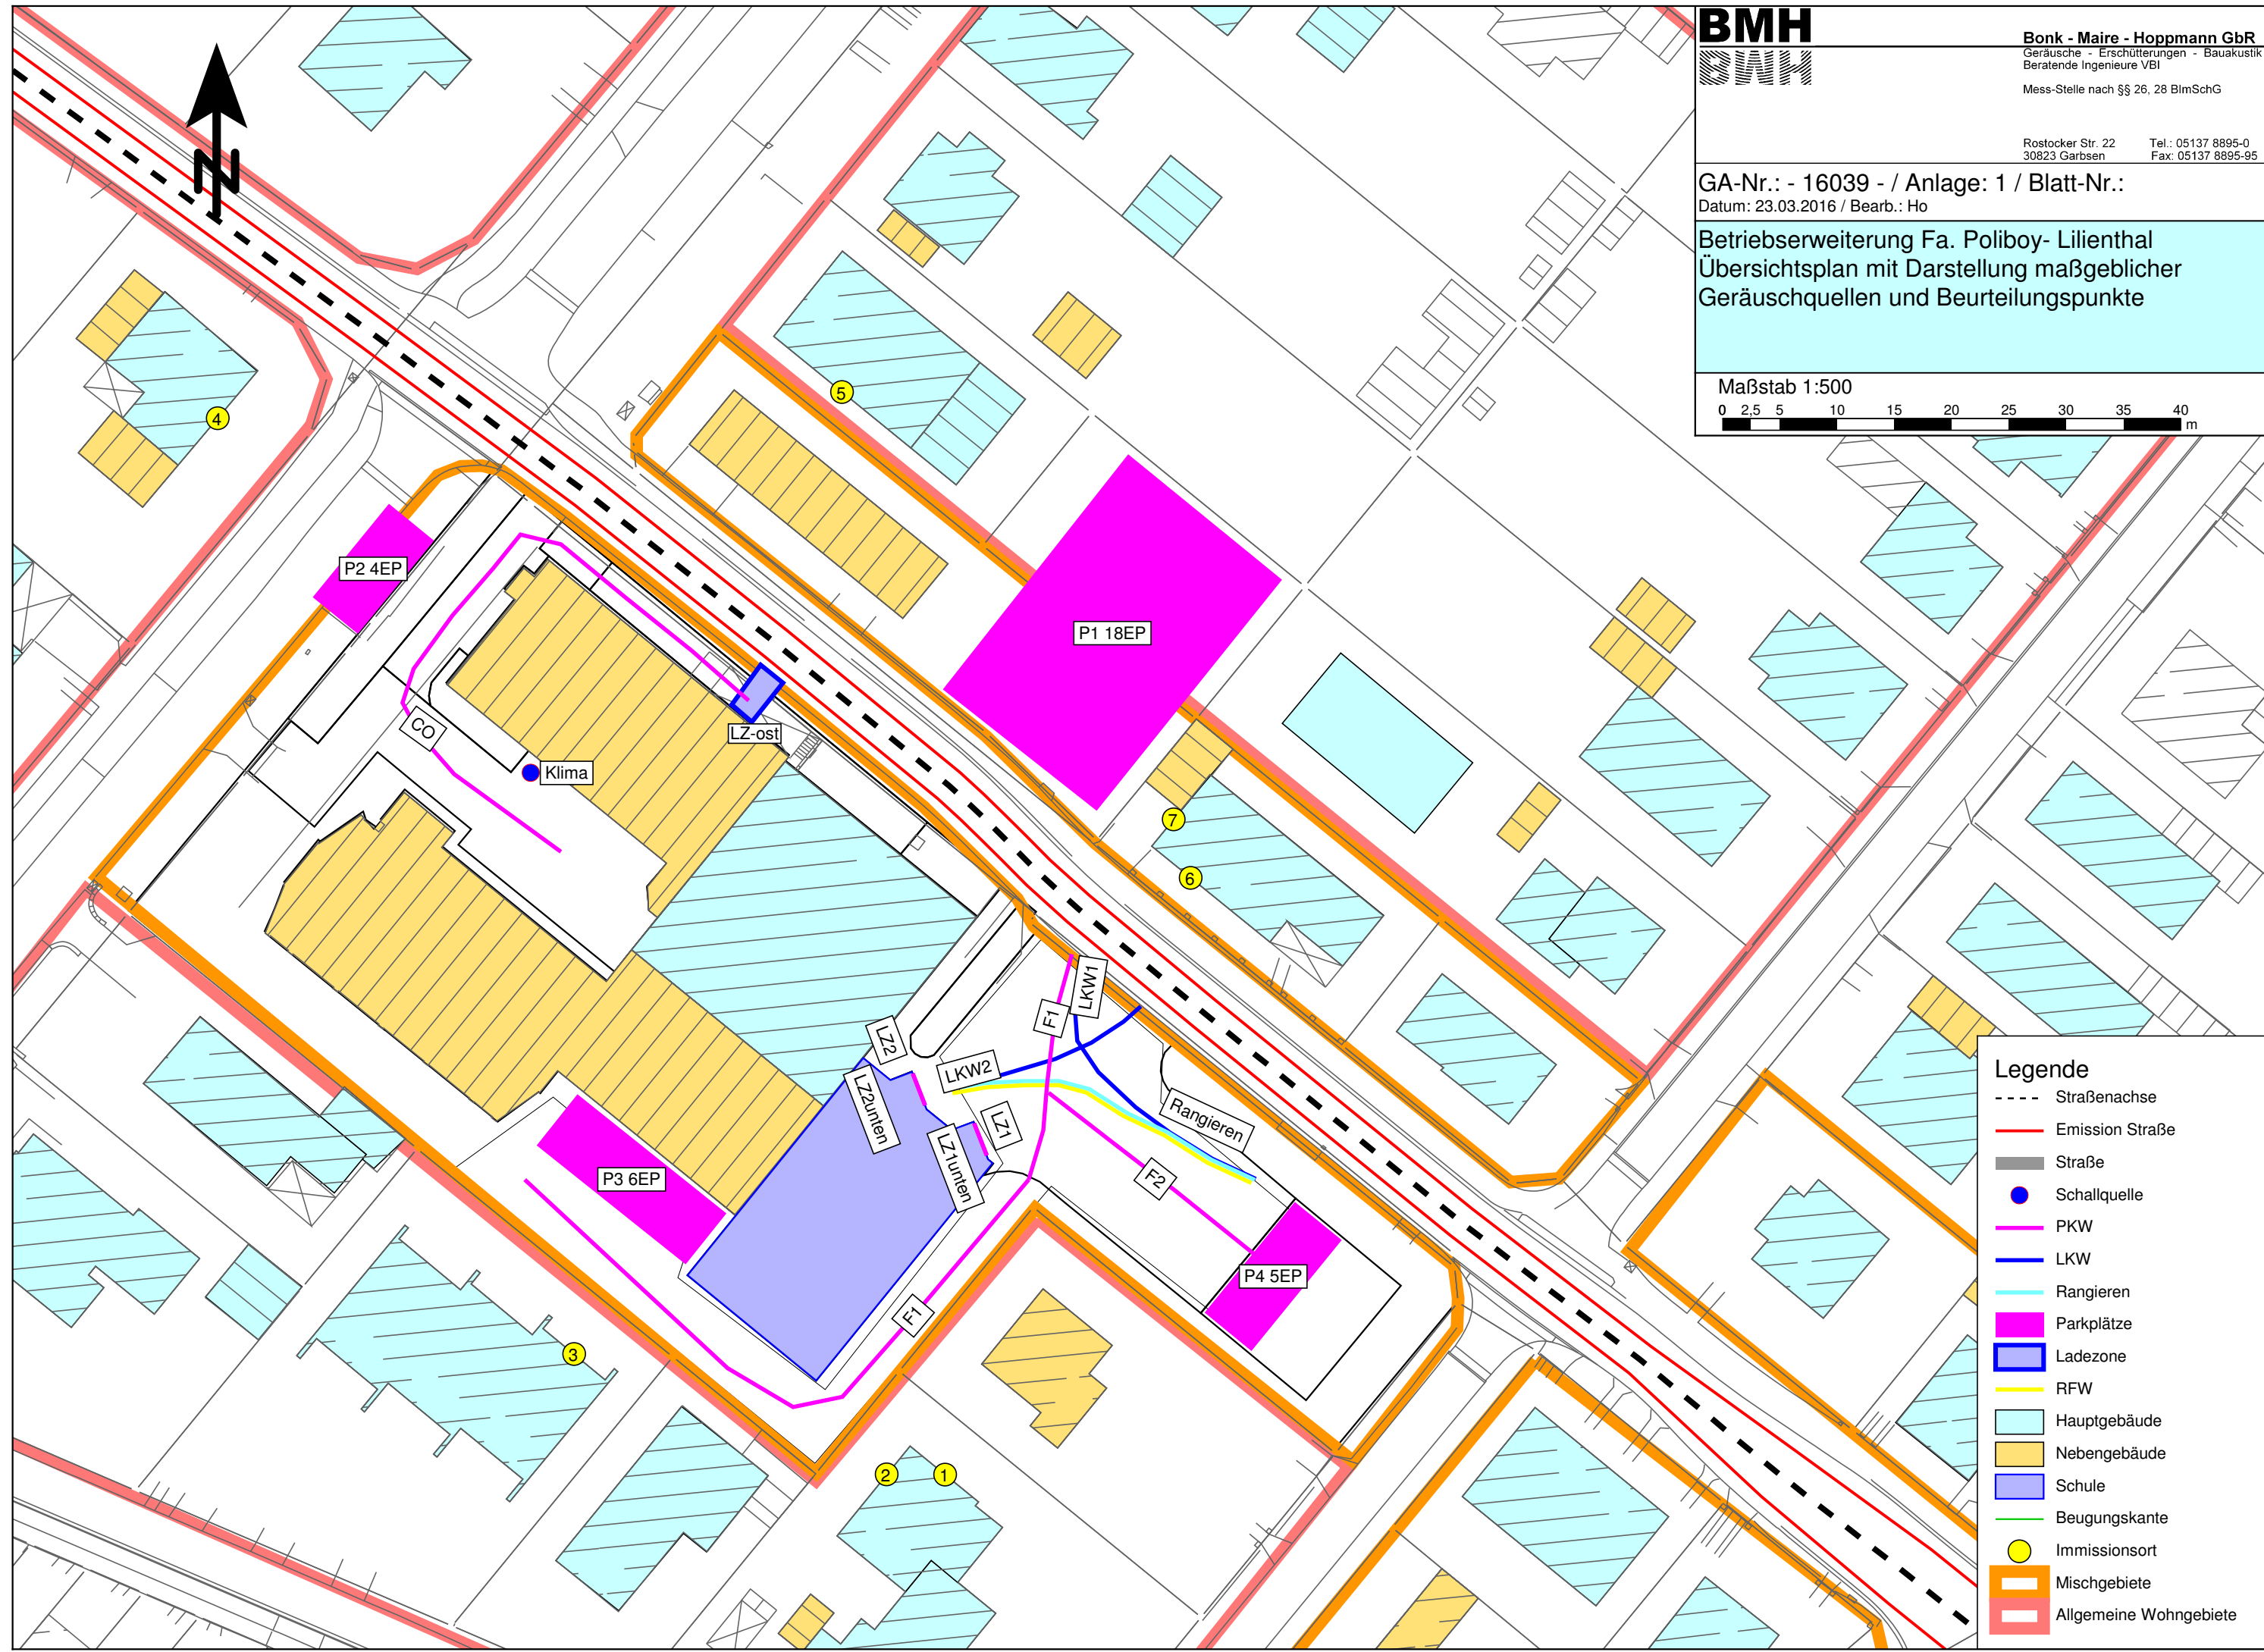 BMH
BMH
Bonk - Maire - Hoppmann GbR
Geräusche - Erschütterungen - Bauakustik
Beratende Ingenieure VBI
Mess-Stelle nach §§ 26, 28 BImSchG
Rostocker Str. 22 Tel.: 05137 8895-0
30823 Garbsen Fax: 05137 8895-95
GA-Nr.: - 16039 - / Anlage: 1 / Blatt-Nr.:
Datum: 23.03.2016 / Bearb.: Ho
Betriebserweiterung Fa. Poliboy- Lilienthal
Übersichtsplan mit Darstellung maßgeblicher
Geräuschquellen und Beurteilungspunkte
Maßstab 1:500
0 2,5 5 10 15 20 25 30 35 40
m
N
4
5
P2 4EP
P1 18EP
CO
LZ-ost
Klima
7
6
LKW1
F1
LZ2
LKW2
LZ2unten
LZ1
Rangieren
LZ1unten
P3 6EP
F2
P4 5EP
F1
3
2
1
Legende
Straßenachse
Emission Straße
Straße
Schallquelle
PKW
LKW
Rangieren
Parkplätze
Ladezone
RFW
Hauptgebäude
Nebengebäude
Schule
Beugungskante
Immissionsort
Mischgebiete
Allgemeine Wohngebiete